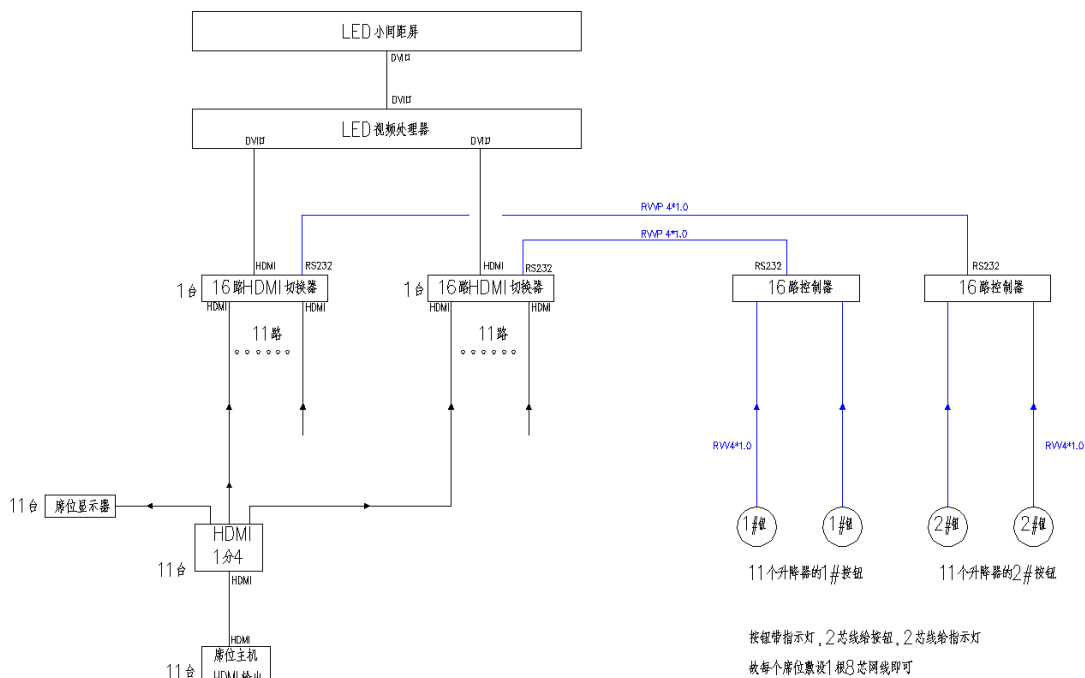 LED小间距屏
DVI口
DVI口
LED视频处理器
DVI口
DVI口
RVVP 4*1.0
RVVP 4*1.0
HDMI
RS232
HDMI
RS232
RS232
RS232
1台
16路HDMI切换器
1台
16路HDMI切换器
16路控制器
16路控制器
HDMI
HDMI
HDMI
HDMI
11路
11路
RVV4*1.0
RVV4*1.0
11台
席位显示器
HDMI
1分4
1#钮
1#钮
2#钮
2#钮
11台
HDMI
11个升降器的1#按钮
11个升降器的2#按钮
HDMI
按钮带指示灯，2芯线给按钮，2芯线给指示灯
席位主机
11台
HDMI输出
故每个席位敷设1根8芯网线即可